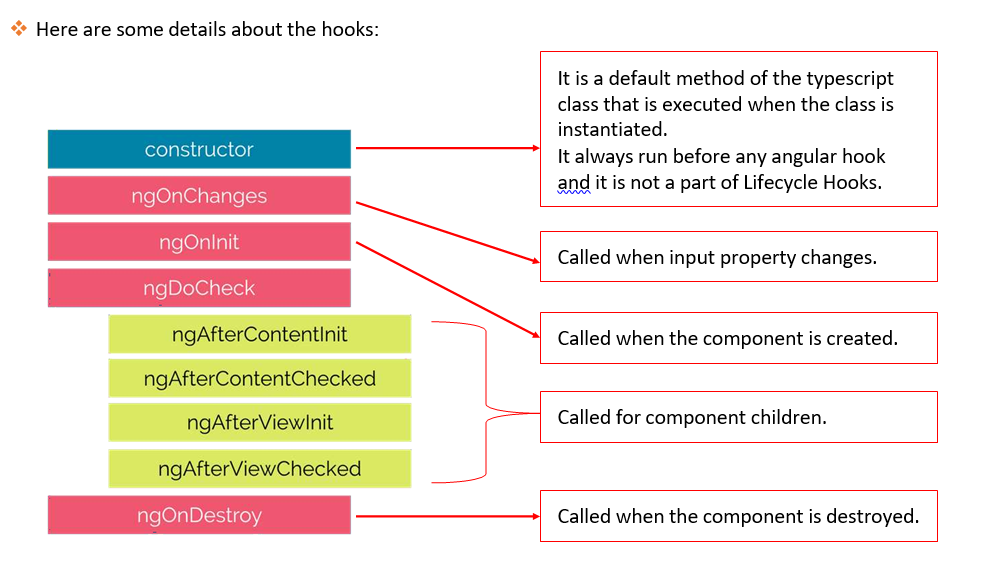 Here are some details about the hooks:
It is a default method of the typescript
class that is executed when the class is
instantiated.
It always run before any angular hook
and it is not a part of Lifecycle Hooks.
constructor
ngOnChanges
ngOnInit
ngDoCheck
ngAfterContentInit
ngAfterContentChecked
ngAfterViewInit
ngAfterViewChecked
ngOnDestroy
Called when input property changes.
Called when the component is created.
Called for component children.
Called when the component is destroyed.